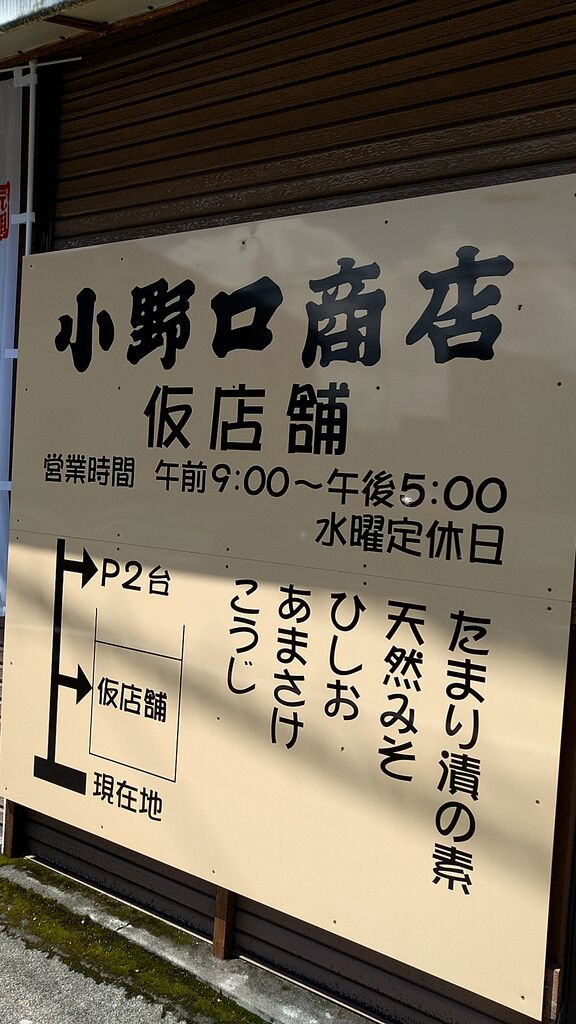 小野口商店
仮店舗
営業時間 午前9:00～午後5:00
水曜定休日
たまり漬の素
天然みそ
ひしお
あまさけ
こうじ
P2台
仮店舗
現在地